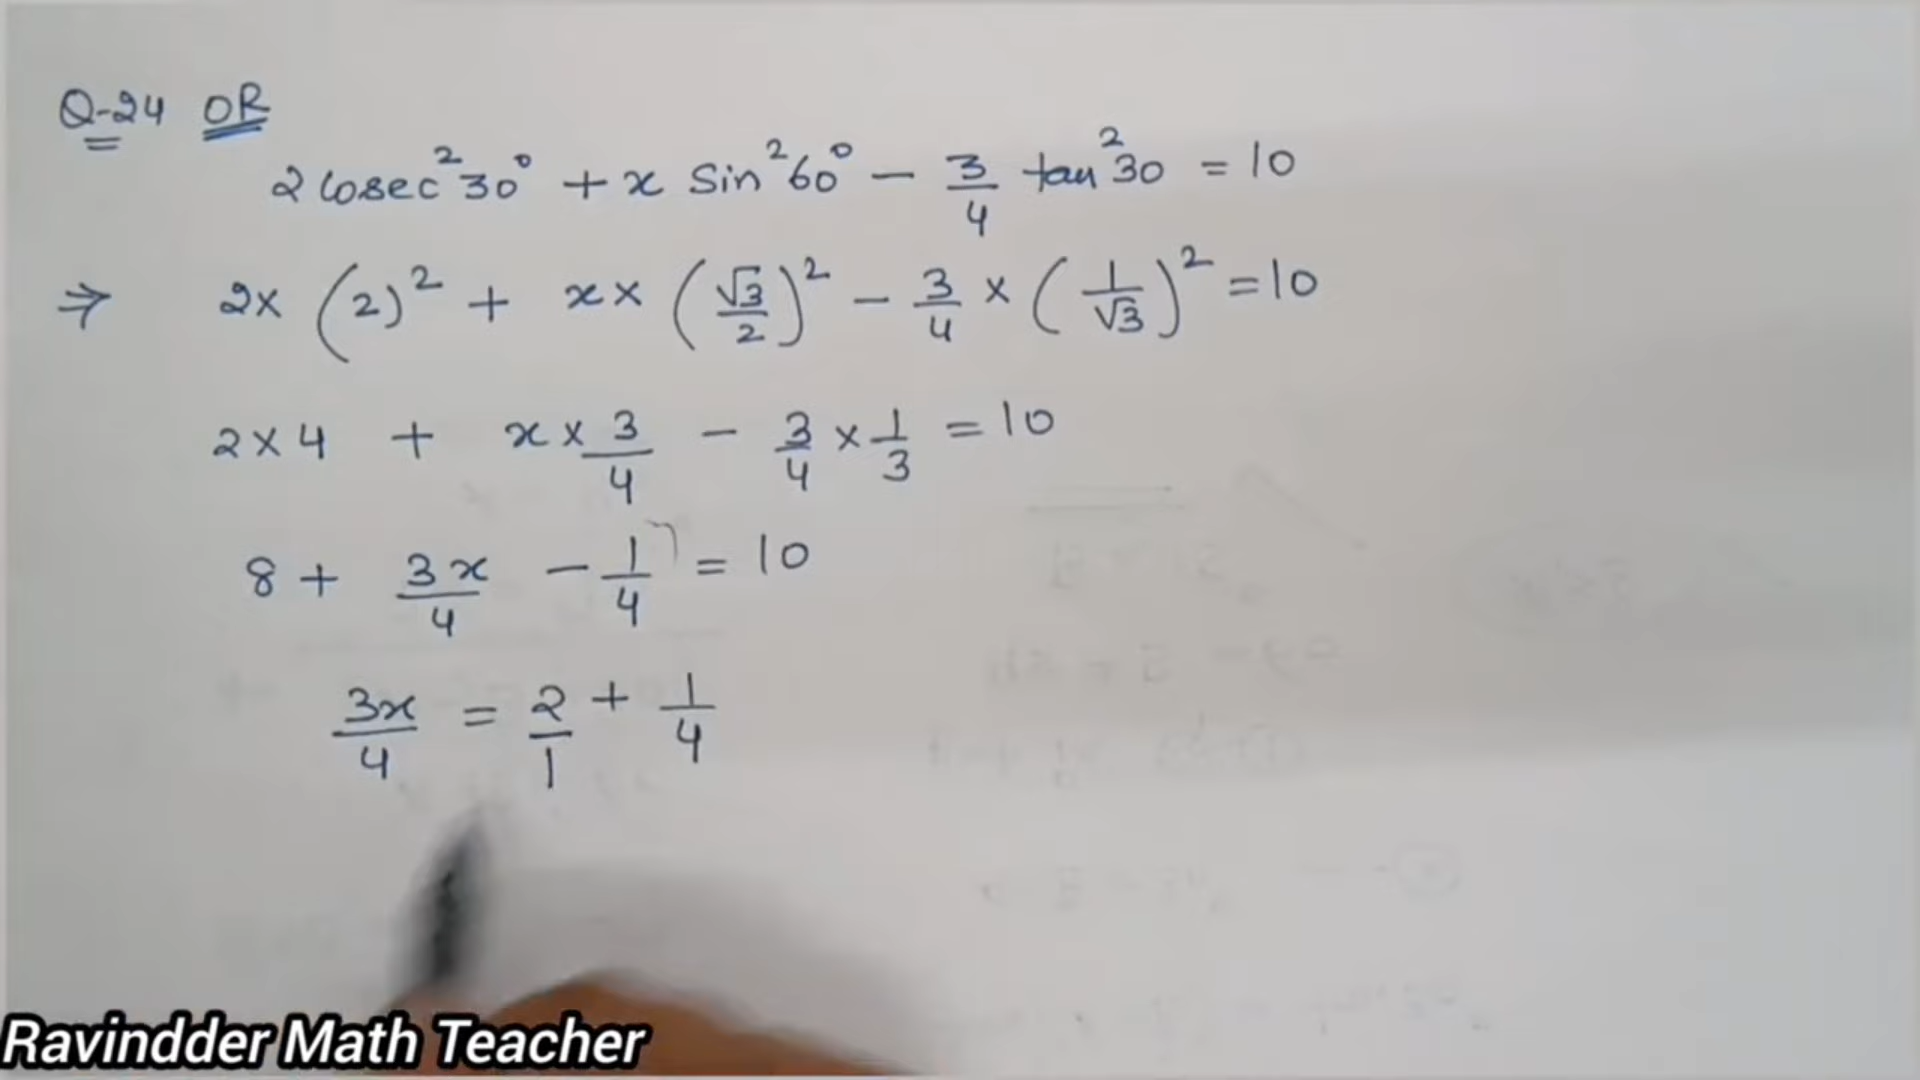 Q-24 OR
2 cosec²30° + x sin²60° - 3/4 tan²30 = 10
⇒ 2× (2)² + x× (√3/2)² - 3/4 × (1/√3)² = 10
2×4 + x × 3/4 - 3/4 × 1/3 = 10
8 + 3x/4 - 1/4 = 10
3x/4 = 2/1 + 1/4
Ravindder Math Teacher